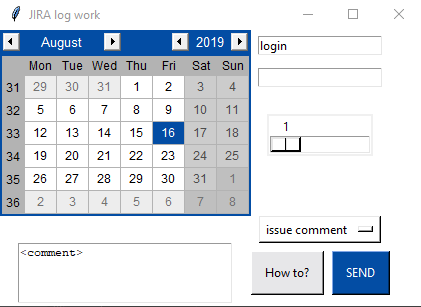 JIRA log work
August 2019
Mon Tue Wed Thu Fri Sat Sun
31 29 30 31 1 2 3 4
32 5 6 7 8 9 10 11
33 12 13 14 15 16 17 18
34 19 20 21 22 23 24 25
35 26 27 28 29 30 31 1
36 2 3 4 5 6 7 8
login
1
issue comment
<comment>
How to? SEND